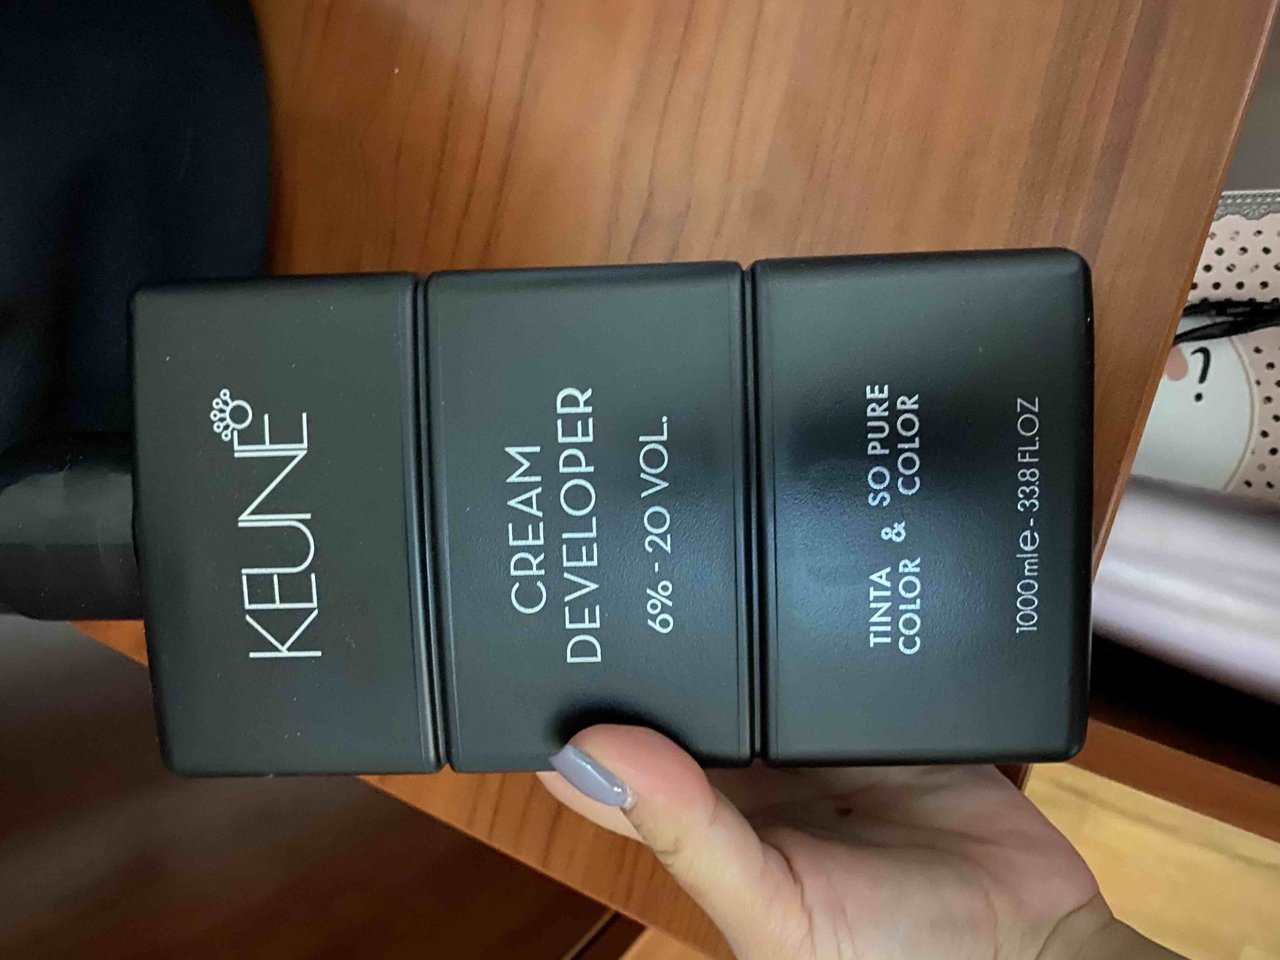 KEUNE
CREAM
DEVELOPER
6% - 20 VOL.
TINTA & SO PURE
COLOR COLOR
1000 ml e - 33.8 FL.OZ